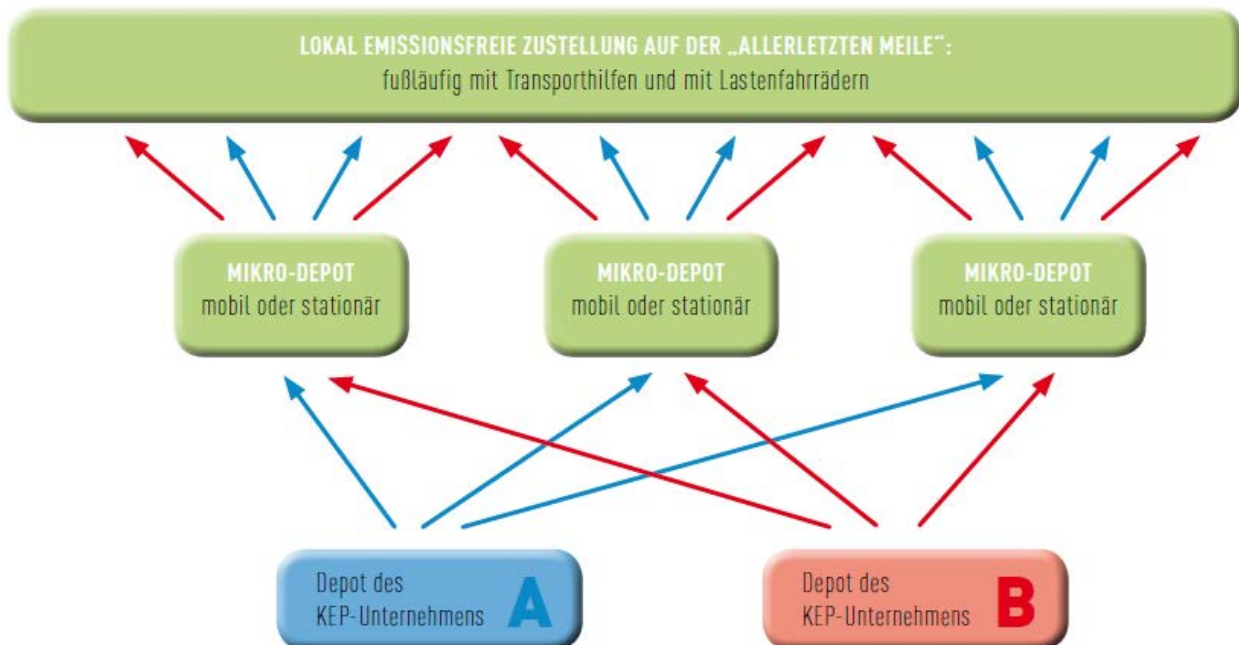 LOKAL EMISSIONSFREIE ZUSTELLUNG AUF DER „ALLERLETZTEN MEILE“:
fußläufig mit Transporthilfen und mit Lastenfahrrädern
MIKRO-DEPOT
mobil oder stationär
MIKRO-DEPOT
mobil oder stationär
MIKRO-DEPOT
mobil oder stationär
Depot des
KEP-Unternehmens A
Depot des
KEP-Unternehmens B